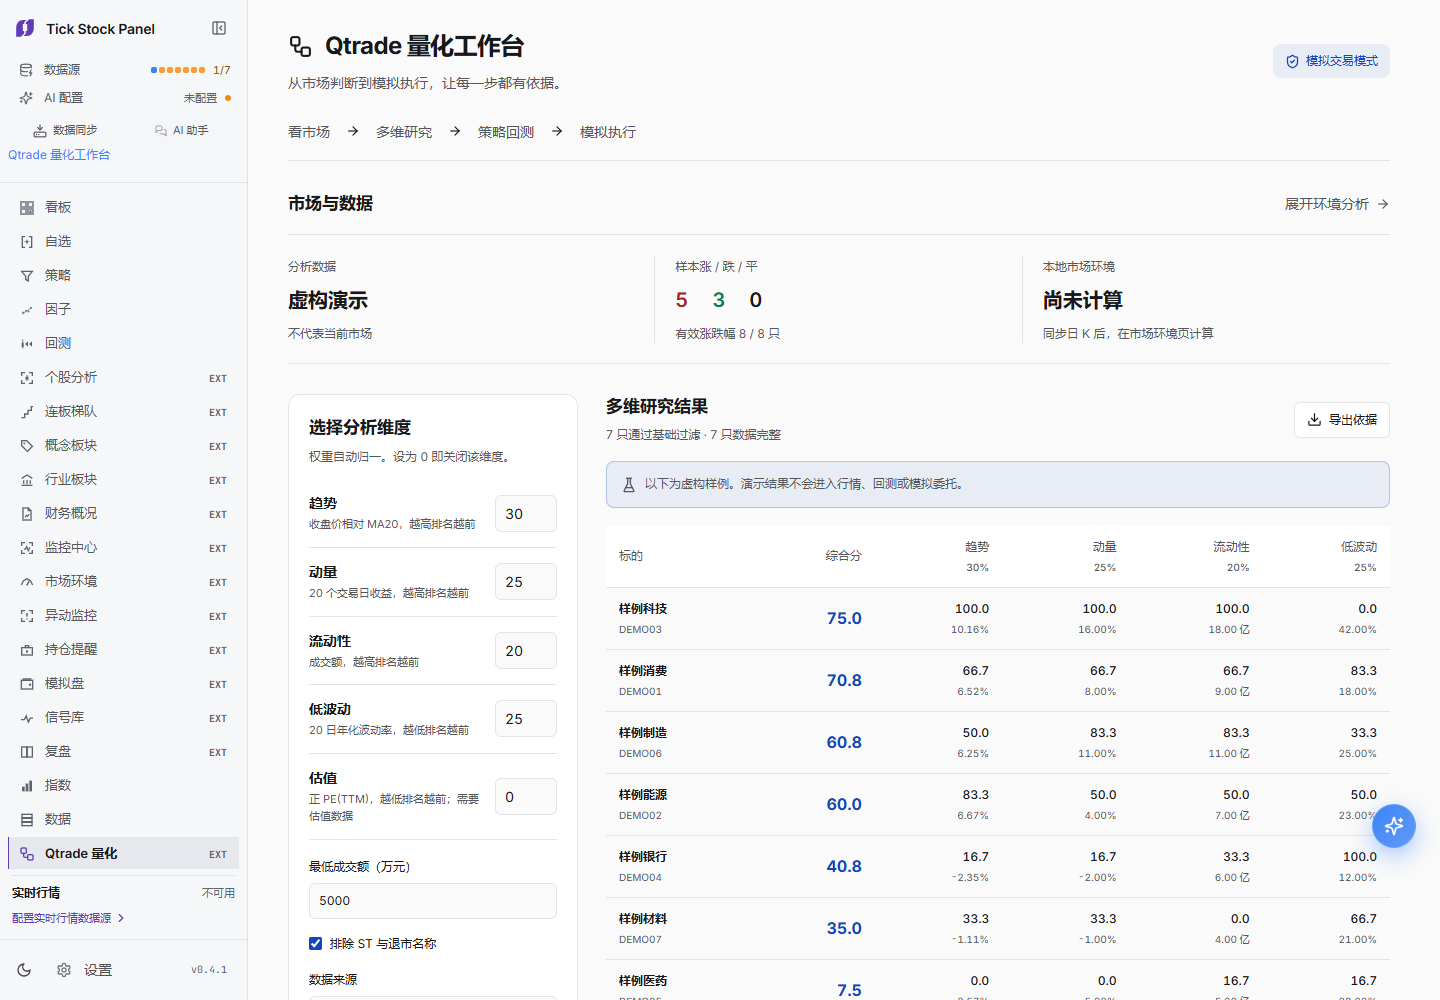 Tick Stock Panel
数据源 1/7
AI 配置 未配置
数据同步 AI 助手
Qtrade 量化工作台
看板
自选
策略
因子
回测
个股分析 EXT
连板梯队 EXT
概念板块 EXT
行业板块 EXT
财务概况 EXT
监控中心 EXT
市场环境 EXT
异动监控 EXT
持仓提醒 EXT
模拟盘 EXT
信号库 EXT
复盘 EXT
指数
数据
Qtrade 量化 EXT
实时行情 不可用
配置实时行情数据源
设置 v0.4.1
Qtrade 量化工作台
从市场判断到模拟执行，让每一步都有依据。
模拟交易模式
看市场 → 多维研究 → 策略回测 → 模拟执行
市场与数据
展开环境分析 →
分析数据
虚构演示
不代表当前市场
样本涨 / 跌 / 平
5 3 0
有效涨跌幅 8 / 8 只
本地市场环境
尚未计算
同步日 K 后，在市场环境页计算
选择分析维度
权重自动归一。设为 0 即关闭该维度。
趋势
收盘价相对 MA20，越高排名越前
30
动量
20 个交易日收益，越高排名越前
25
流动性
成交额，越高排名越前
20
低波动
20 日年化波动率，越低排名越前
25
估值
正 PE(TTM)，越低排名越前；需要
估值数据
0
最低成交额（万元）
5000
排除 ST 与退市名称
数据来源
多维研究结果
7 只通过基础过滤 · 7 只数据完整
导出依据
以下为虚构样例。演示结果不会进入行情、回测或模拟委托。
标的 综合分 趋势 动量 流动性 低波动
30% 25% 20% 25%
样例科技 75.0 100.0 100.0 100.0 0.0
DEMO03 10.16% 16.00% 18.00 亿 42.00%
样例消费 70.8 66.7 66.7 66.7 83.3
DEMO01 6.52% 8.00% 9.00 亿 18.00%
样例制造 60.8 50.0 83.3 83.3 33.3
DEMO06 6.25% 11.00% 11.00 亿 25.00%
样例能源 60.0 83.3 50.0 50.0 50.0
DEMO02 6.67% 4.00% 7.00 亿 23.00%
样例银行 40.8 16.7 16.7 33.3 100.0
DEMO04 -2.35% -2.00% 6.00 亿 12.00%
样例材料 35.0 33.3 33.3 0.0 66.7
DEMO07 -1.11% -1.00% 4.00 亿 21.00%
样例医药 7.5 0.0 0.0 16.7 16.7